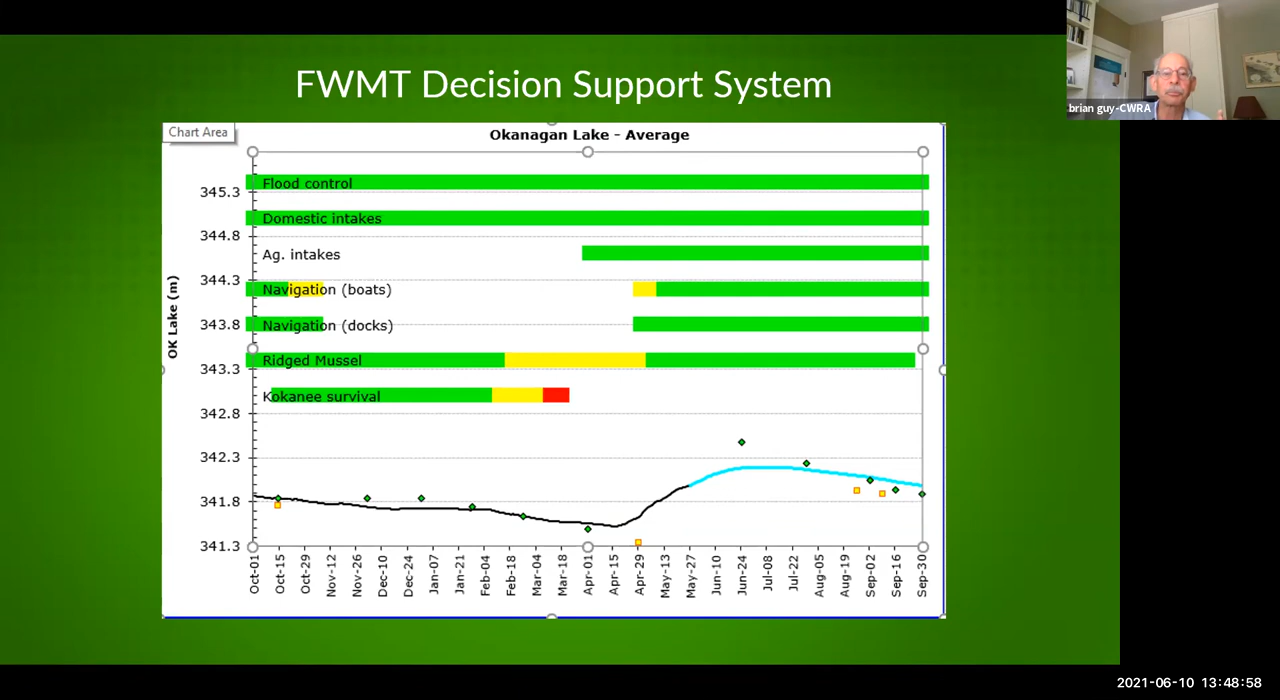 FWMT Decision Support System
brian guy-CWRA
Chart Area
Okanagan Lake - Average
OK Lake (m)
345.3
344.8
344.3
343.8
343.3
342.8
342.3
341.8
341.3
Flood control
Domestic intakes
Ag. intakes
Navigation (boats)
Navigation (docks)
Ridged Mussel
Kokanee survival
Oct-01
Oct-15
Oct-29
Nov-12
Nov-26
Dec-10
Dec-24
Jan-07
Jan-21
Feb-04
Feb-18
Mar-04
Mar-18
Apr-01
Apr-15
Apr-29
May-13
May-27
Jun-10
Jun-24
Jul-08
Jul-22
Aug-05
Aug-19
Sep-02
Sep-16
Sep-30
2021-06-10 13:48:58